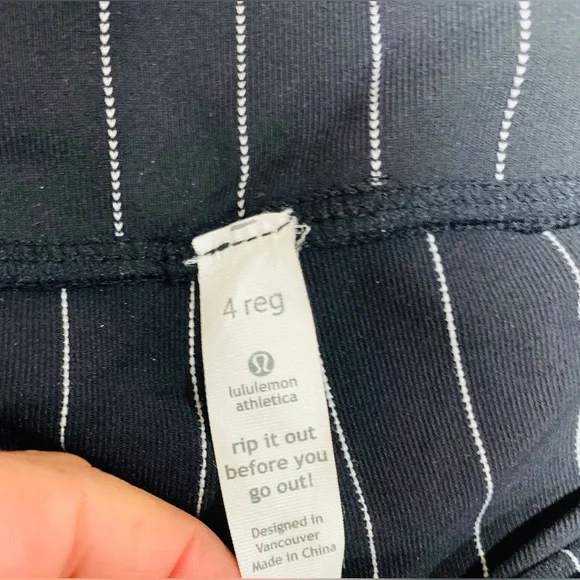 4 reg
lululemon
athletica
rip it out
before you
go out!
Designed in
Vancouver
Made in China